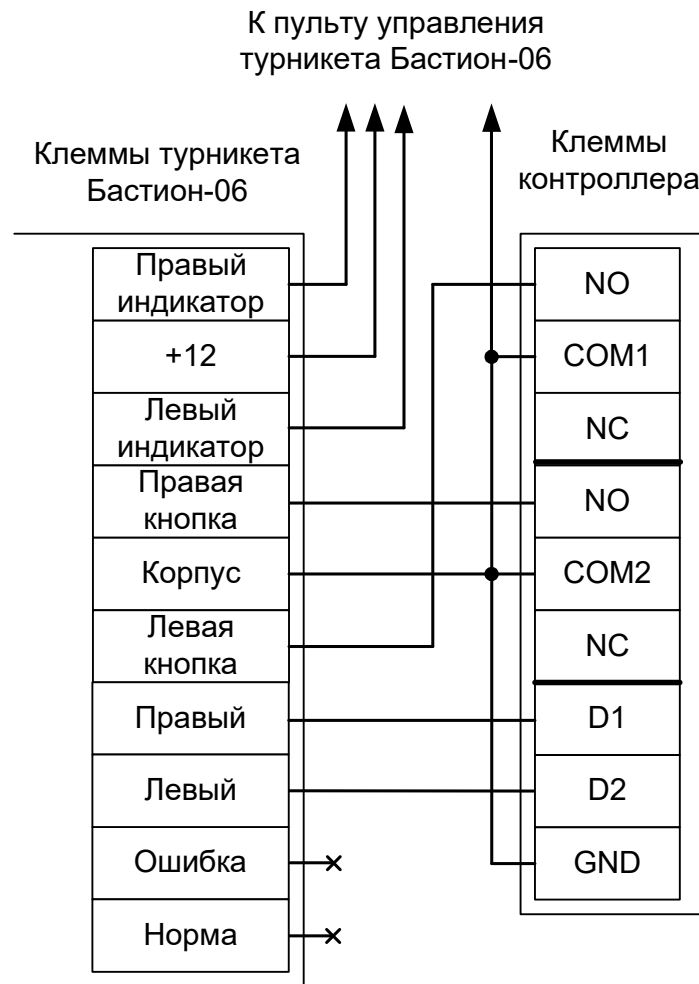 К пульту управления
турникета Бастион-06
Клеммы турникета
Бастион-06
Клеммы
контроллера
Правый
индикатор
+12
Левый
индикатор
Правая
кнопка
Корпус
Левая
кнопка
Правый
Левый
Ошибка
Норма
NO
COM1
NC
NO
COM2
NC
D1
D2
GND